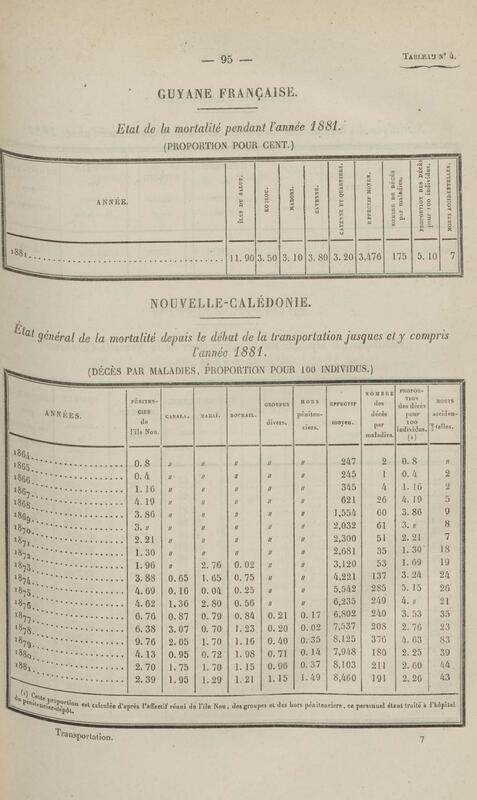 — 95 —
TABLEAU N° 4.
GUYANE FRANÇAISE.
Etat de la mortalité pendant l'année 1881.
(PROPORTION POUR CENT.)
ANNÉE. ÎLES DU SALUT. KOUROU. MARONI. CAYENNE. CAYENNE ET QUARTIERS. EFFECTIF MOYEN. NOMBRE DE DÉCÈS par maladies. PROPORTION DES DÉCÈS pour 100 individus. MORTS ACCIDENTELLES.
1881 11.90 3.50 3.10 3.80 3.20 3,476 175 5.10 7
NOUVELLE-CALÉDONIE.
État général de la mortalité depuis le début de la transportation jusques et y compris
l'année 1881.
(DÉCÈS PAR MALADIES, PROPORTION POUR 100 INDIVIDUS.)
ANNÉES. PÉNITENCIER de l'île Nou. CANALA. BOURAIL. GROUPES divers. HORS pénitenciers. EFFECTIF moyen. NOMBRE des décès par maladies. PROPORTION des décès pour 100 individus. (1) MORTS accidentelles.
1864 0.8 " " " " " 247 2 0.8 "
1865 0.4 " " " " " 245 1 0.4 2
1866 1.16 " " " " " 345 4 1.16 2
1867 4.19 " " " " " 621 26 4.19 5
1868 3.86 " " " " " 1,554 60 3.86 9
1869 3." " " " " " 2,032 61 3." 8
1870 2.21 " " " " " 2,300 51 2.21 7
1871 1.30 " " " " " 2,681 35 1.30 18
1872 1.96 " 2.76 0.02 " " 3,120 53 1.69 19
1873 3.88 0.65 1.65 0.75 " " 4,221 137 3.24 24
1874 4.69 0.16 0.04 0.25 " " 5,542 285 5.15 26
1875 4.62 1.36 2.80 0.56 " " 6,235 249 4." 21
1876 6.76 0.87 0.79 0.84 0.21 0.17 6,802 240 3.53 35
1877 6.38 3.07 0.70 1.23 0.20 0.02 7,537 208 2.76 23
1878 9.76 2.05 1.70 1.16 0.40 0.35 8,125 376 4.63 83
1879 4.13 0.95 0.72 1.98 0.71 0.14 7,948 180 2.25 39
1880 2.70 1.75 1.70 1.15 0.96 0.37 8,103 211 2.60 44
1881 2.39 1.95 1.29 1.21 1.15 1.49 8,460 191 2.26 43
(1) Cette proportion est calculée d'après l'effectif réuni de l'île Nou, des groupes et des hors pénitenciers, ce personnel étant traité à l'hôpital
du pénitencier-dépôt.
Transportation. 7